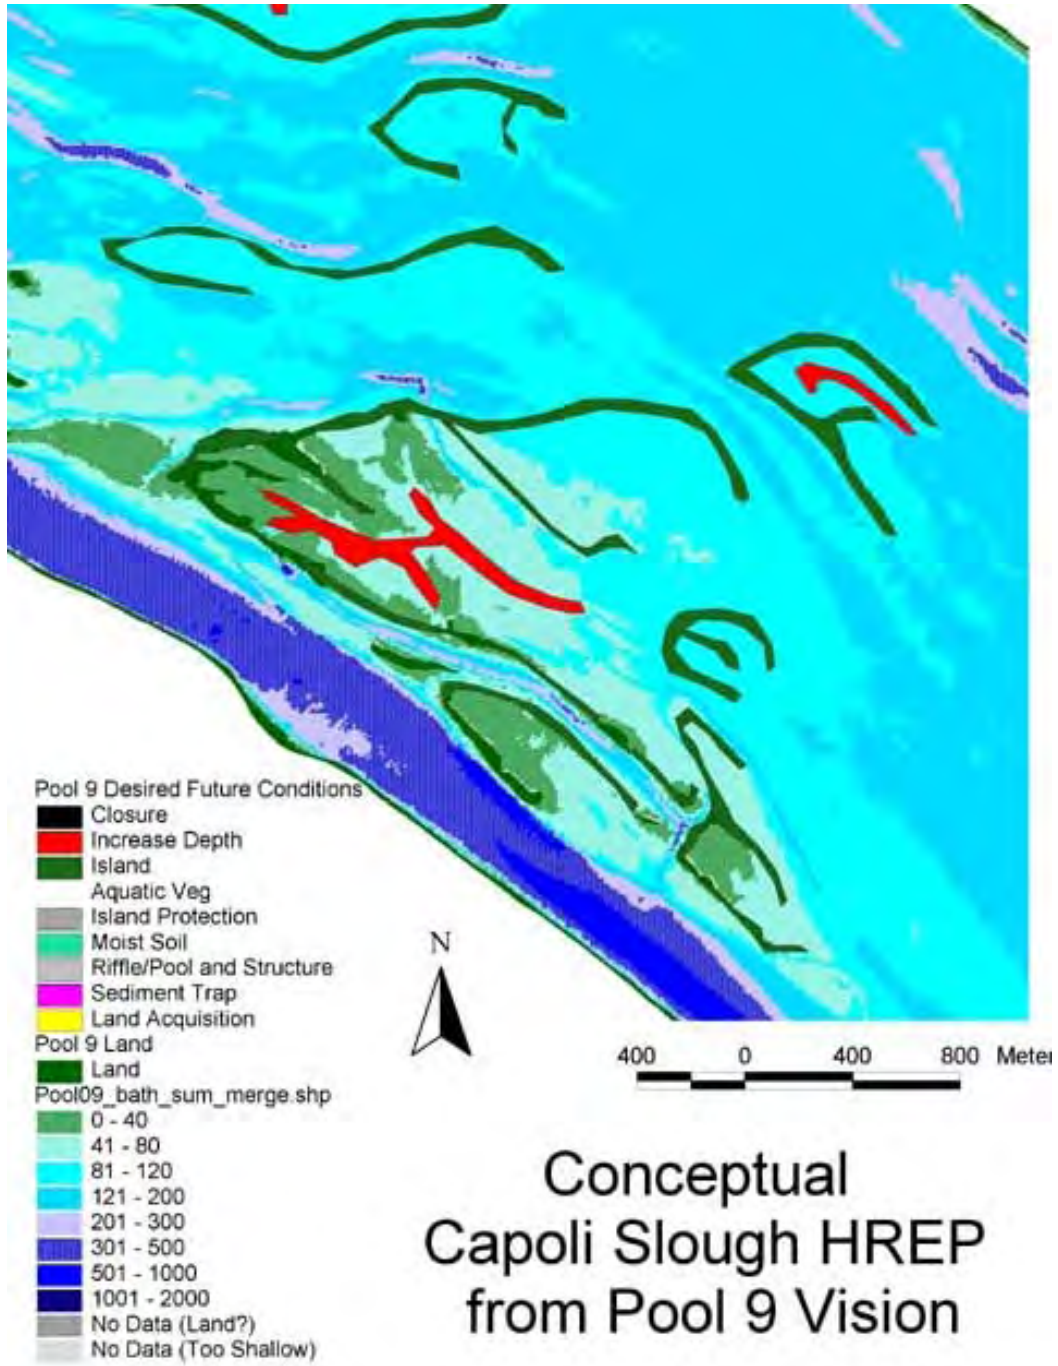 Pool 9 Desired Future Conditions
Closure
Increase Depth
Island
Aquatic Veg
Island Protection
Moist Soil
Riffle/Pool and Structure
Sediment Trap
Land Acquisition
Pool 9 Land
Land
Pool09_bath_sum_merge.shp
0 - 40
41 - 80
81 - 120
121 - 200
201 - 300
301 - 500
501 - 1000
1001 - 2000
No Data (Land?)
No Data (Too Shallow)
N
400 0 400 800 Meter
Conceptual
Capoli Slough HREP
from Pool 9 Vision